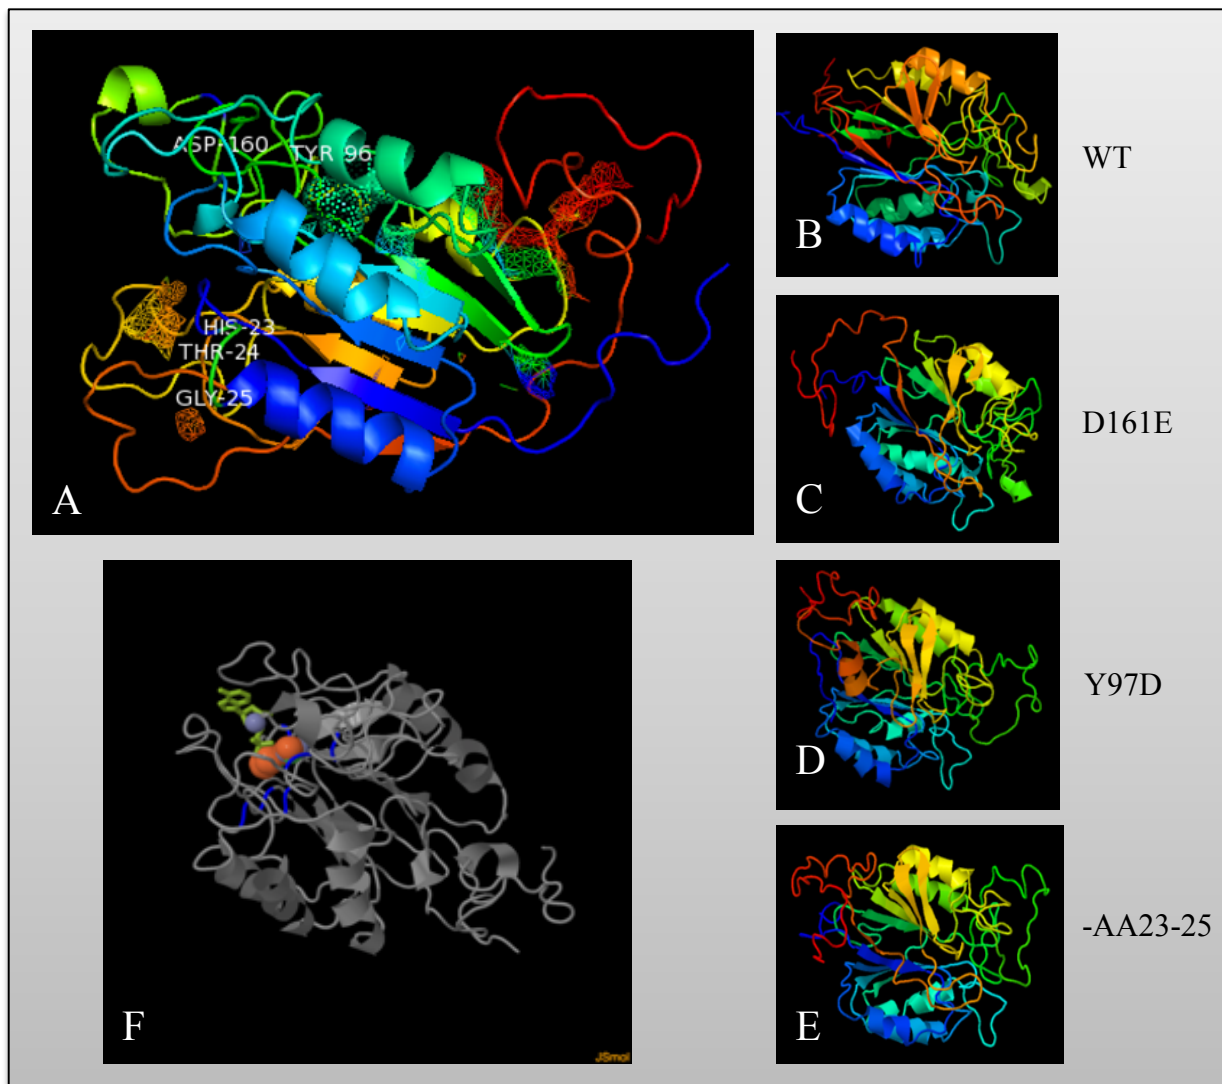 ASP-160
TYR-96
HIS-23
THR-24
GLY-25
A
B
WT
C
D161E
D
Y97D
E
-AA23-25
F
JSmol